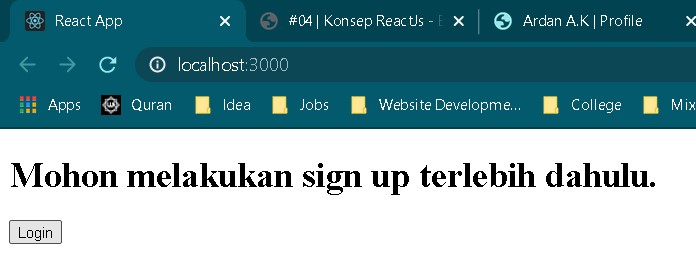 React App #04 | Konsep ReactJs - Ardan A.K | Profile
localhost:3000
Apps Quran Idea Jobs Website Developme... College Mix
Mohon melakukan sign up terlebih dahulu.
Login